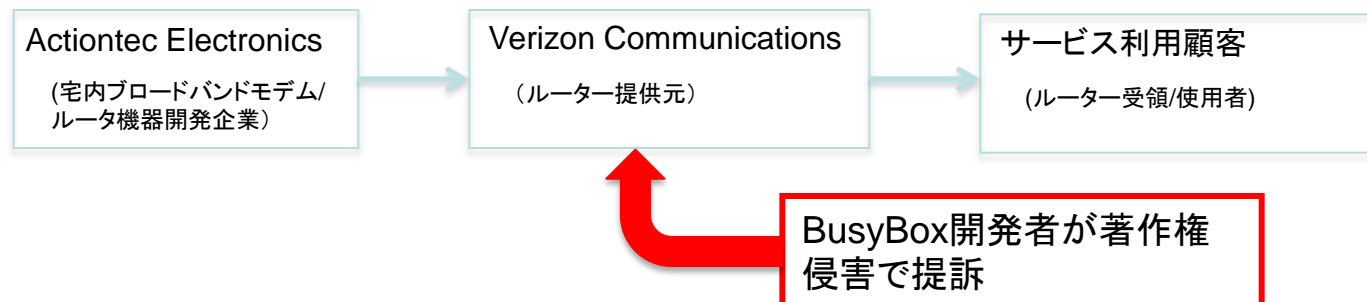 Actiontec Electronics
(宅内ブロードバンドモデム/
ルータ機器開発企業）
Verizon Communications
（ルーター提供元）
サービス利用顧客
(ルーター受領/使用者)
BusyBox開発者が著作権
侵害で提訴